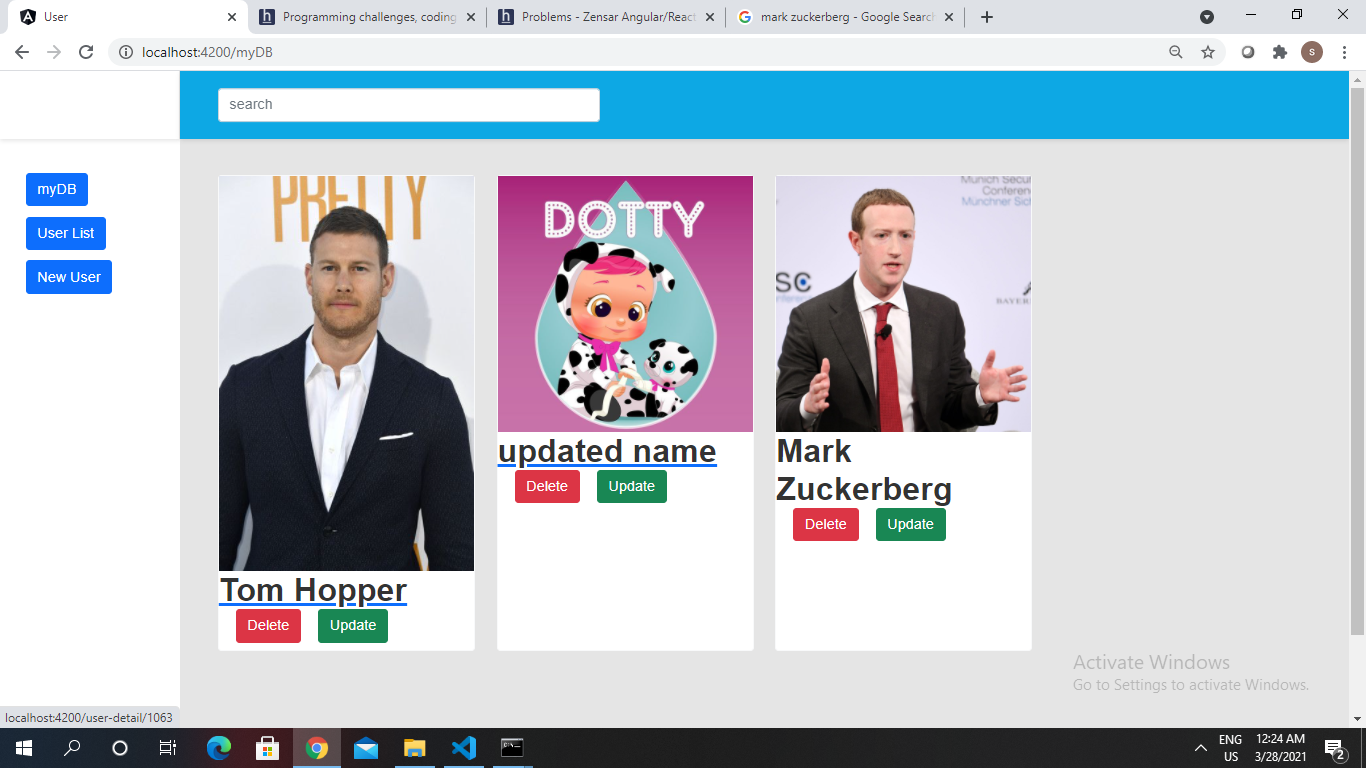 User
Programming challenges, coding
Problems - Zensar Angular/React
mark zuckerberg - Google Search
localhost:4200/myDB
S
search
myDB
User List
New User
PRETTY
Tom Hopper
Delete
Update
DOTTY
updated name
Delete
Update
Munich Secu
Conferenc
Münchner Sich
SC
onference
BAYER
Mark
Zuckerberg
Delete
Update
Activate Windows
Go to Settings to activate Windows.
localhost:4200/user-detail/1063
ENG
US
12:24 AM
3/28/2021
2